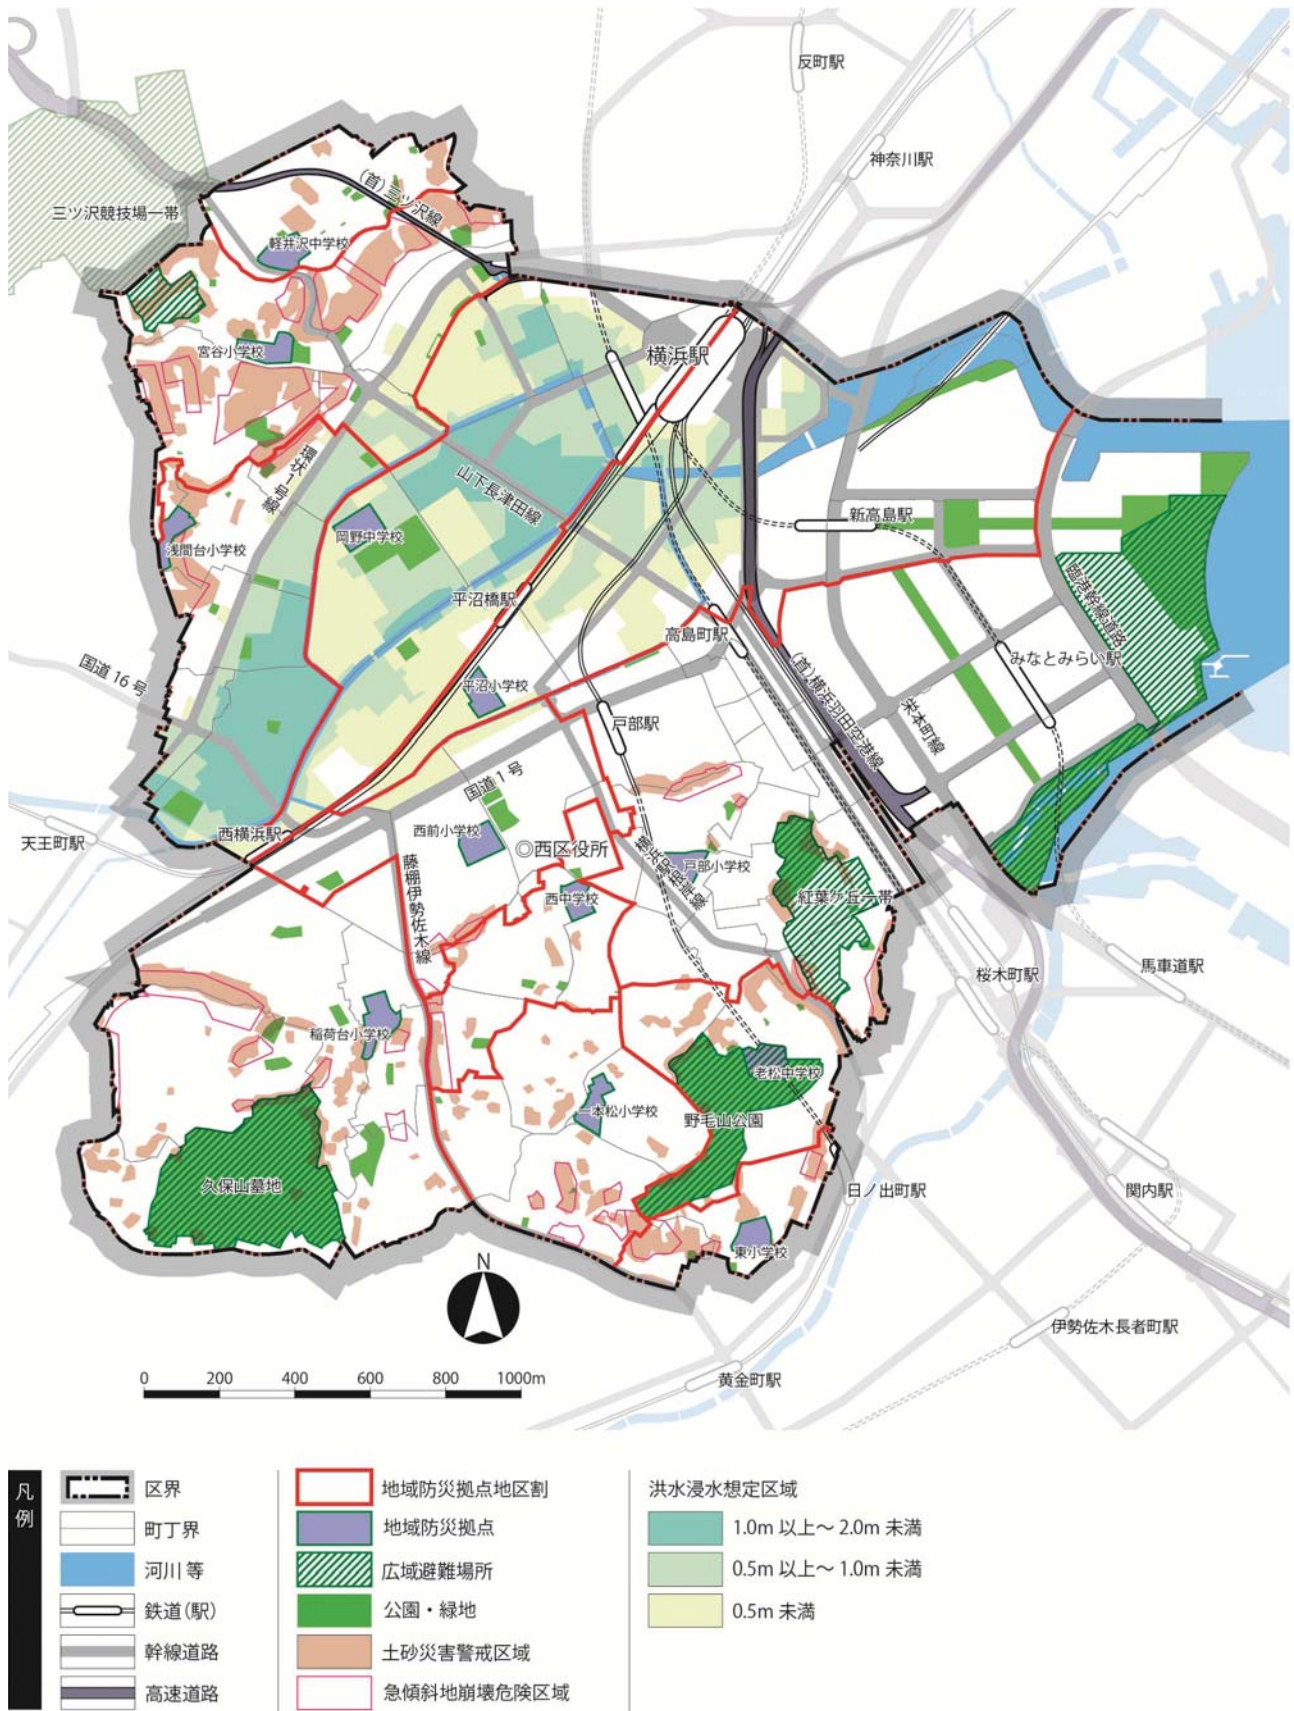 反町駅
神奈川駅
三ツ沢競技場一帯
(首)三ツ沢線
軽井沢中学校
宮谷小学校
横浜駅
環状1号線
山下長津田線
新高島駅
岡野中学校
浅間台小学校
平沼橋駅
臨港幹線道路
高島町駅
みなとみらい駅
国道16号
平沼小学校
(首)横浜羽田空港線
栄本町線
戸部駅
国道1号
西横浜駅
天王町駅
西前小学校
◎西区役所
戸部小学校
横浜駅根岸線
藤棚伊勢佐木線
西中学校
紅葉ケ丘一帯
桜木町駅
馬車道駅
稲荷台小学校
老松中学校
一本松小学校
野毛山公園
久保山墓地
日ノ出町駅
関内駅
東小学校
N
伊勢佐木長者町駅
黄金町駅
0 200 400 600 800 1000m
凡例
区界
町丁界
河川等
鉄道(駅)
幹線道路
高速道路
地域防災拠点地区割
地域防災拠点
広域避難場所
公園・緑地
土砂災害警戒区域
急傾斜地崩壊危険区域
洪水浸水想定区域
1.0m 以上～ 2.0m 未満
0.5m 以上～ 1.0m 未満
0.5m 未満